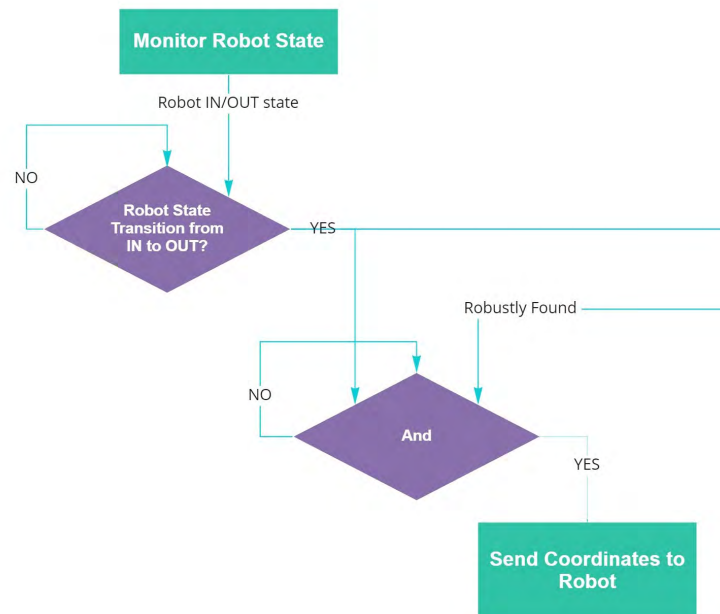 Monitor Robot State
Robot IN/OUT state
NO
Robot State
Transition from
IN to OUT?
YES
Robustly Found
NO
And
YES
Send Coordinates to
Robot